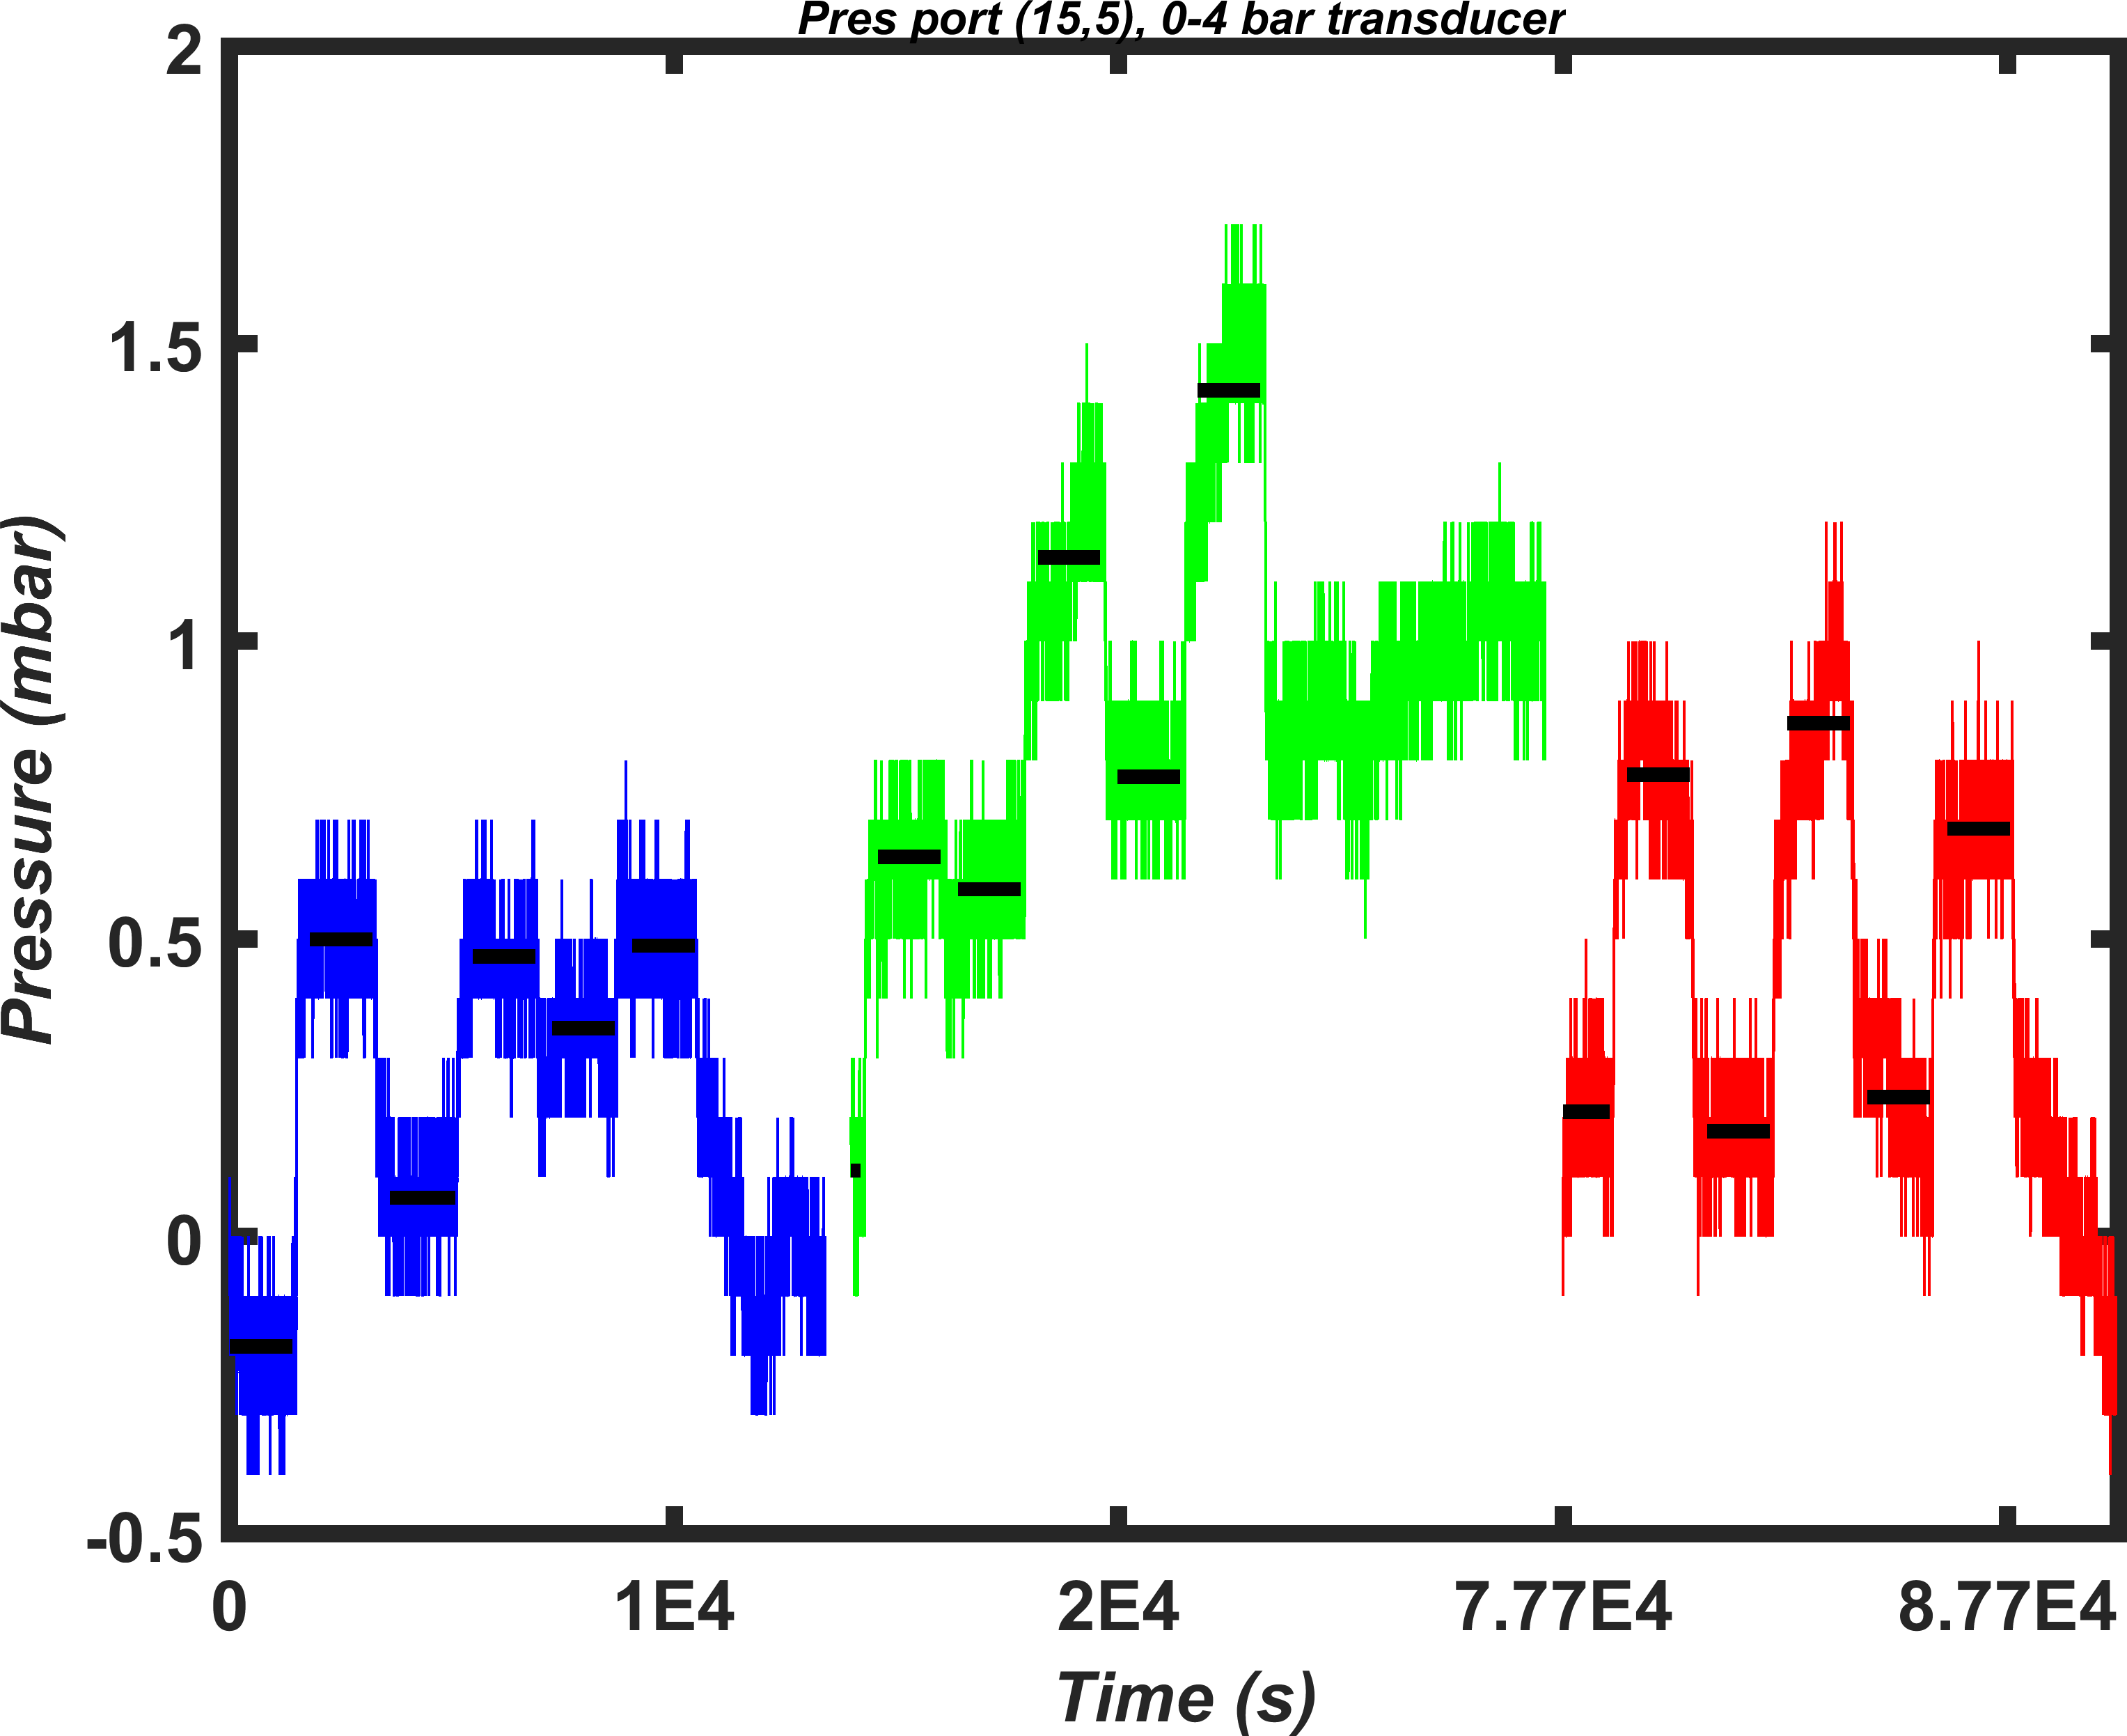 Pres port (15,5), 0-4 bar transducer
2
1.5
1
0.5
0
-0.5
Pressure (mbar)
0 1E4 2E4 7.77E4 8.77E4
Time (s)